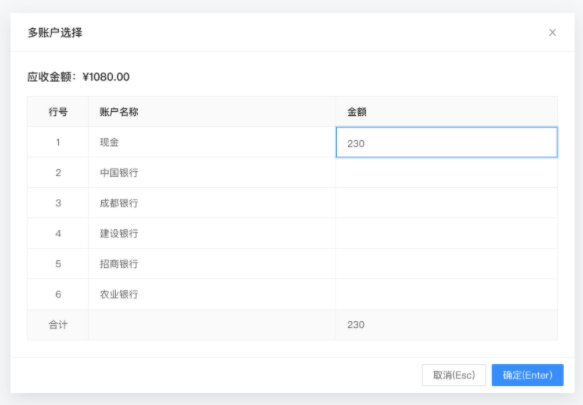 多账户选择
应收金额：¥1080.00
行号 账户名称 金额
1 现金 230
2 中国银行
3 成都银行
4 建设银行
5 招商银行
6 农业银行
合计 230
取消(Esc) 确定(Enter)